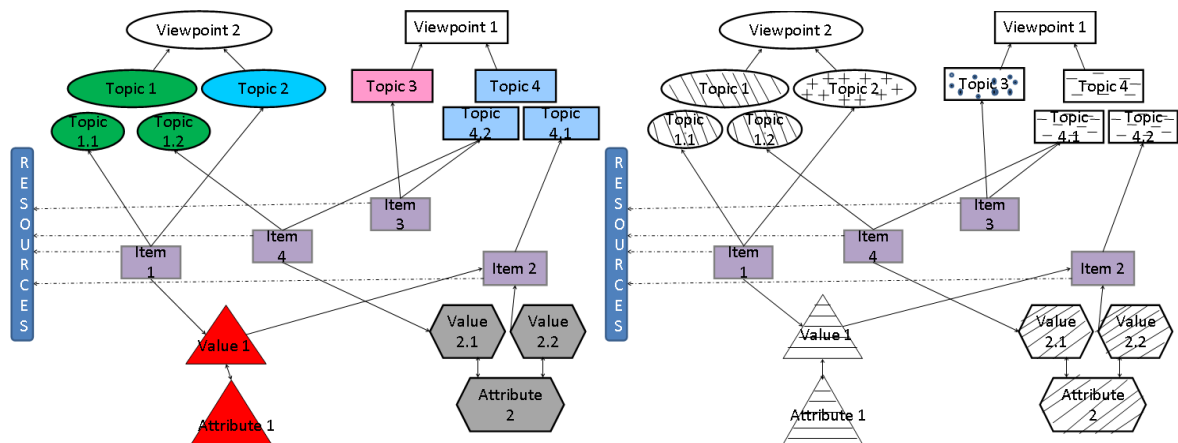 Viewpoint 2
Viewpoint 1
Topic 1
Topic 2
Topic 3
Topic 4
Topic
1.1
Topic
1.2
Topic
4.2
Topic
4.1
R
E
S
O
U
R
C
E
S
Item
3
Item
4
Item
1
Item 2
Value 1
Value
2.1
Value
2.2
Attribute 1
Attribute
2
Viewpoint 2
Viewpoint 1
Topic 1
Topic 2
Topic 3
Topic 4
Topic
1.1
Topic
1.2
Topic
4.1
Topic
4.2
R
E
S
O
U
R
C
E
S
Item
3
Item
4
Item
1
Item 2
Value 1
Value
2.1
Value
2.2
Attribute 1
Attribute
2